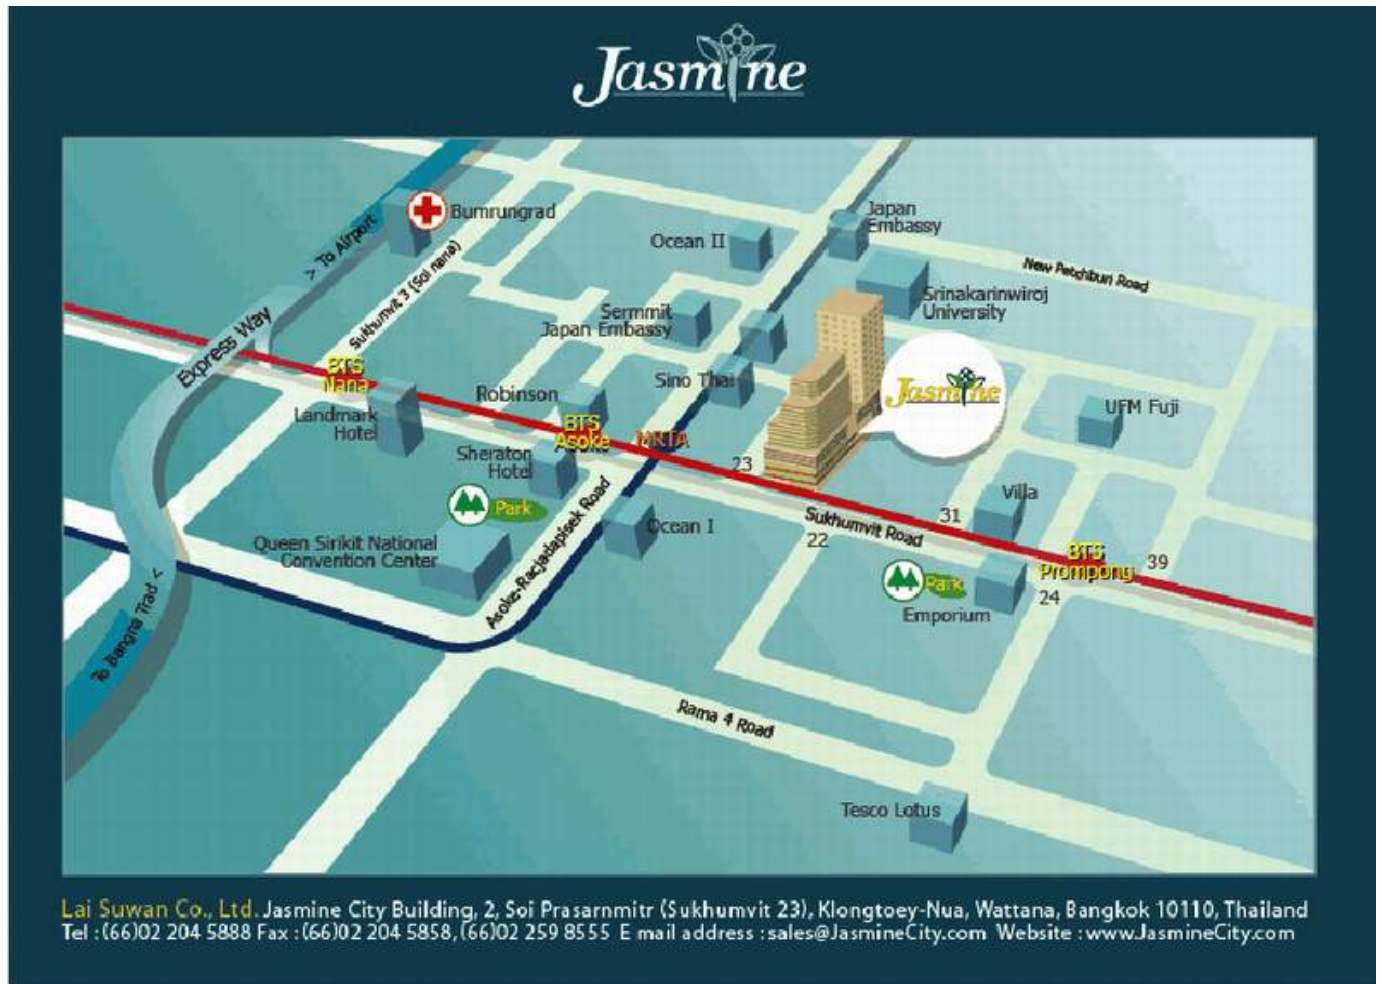 Jasmine
Bumrungrad
> To Airport
Sukhumvit 3 (Soi nana)
Express Way
Japan
Embassy
Ocean II
New Petchburi Road
Srinakarinwiroj
University
Sermmit
Japan Embassy
BTS
Nana
Sino Thai
Jasmine
Robinson
Landmark
Hotel
BTS
Asoke
MRTA
UFM Fuji
Sheraton
Hotel
23
Park
Villa
Asoke-Racjadapisek Road
Ocean I
Sukhumvit Road
31
22
Queen Sirikit National
Convention Center
BTS
Prompong
39
Park
24
Emporium
To Bangna Trad <
Rama 4 Road
Tesco Lotus
Lai Suwan Co., Ltd. Jasmine City Building, 2, Soi Prasarnmitr (Sukhumvit 23), Klongtoey-Nua, Wattana, Bangkok 10110, Thailand
Tel :(66)02 204 5888 Fax :(66)02 204 5858, (66)02 259 8555 E mail address :sales@JasmineCity.com Website :www.JasmineCity.com